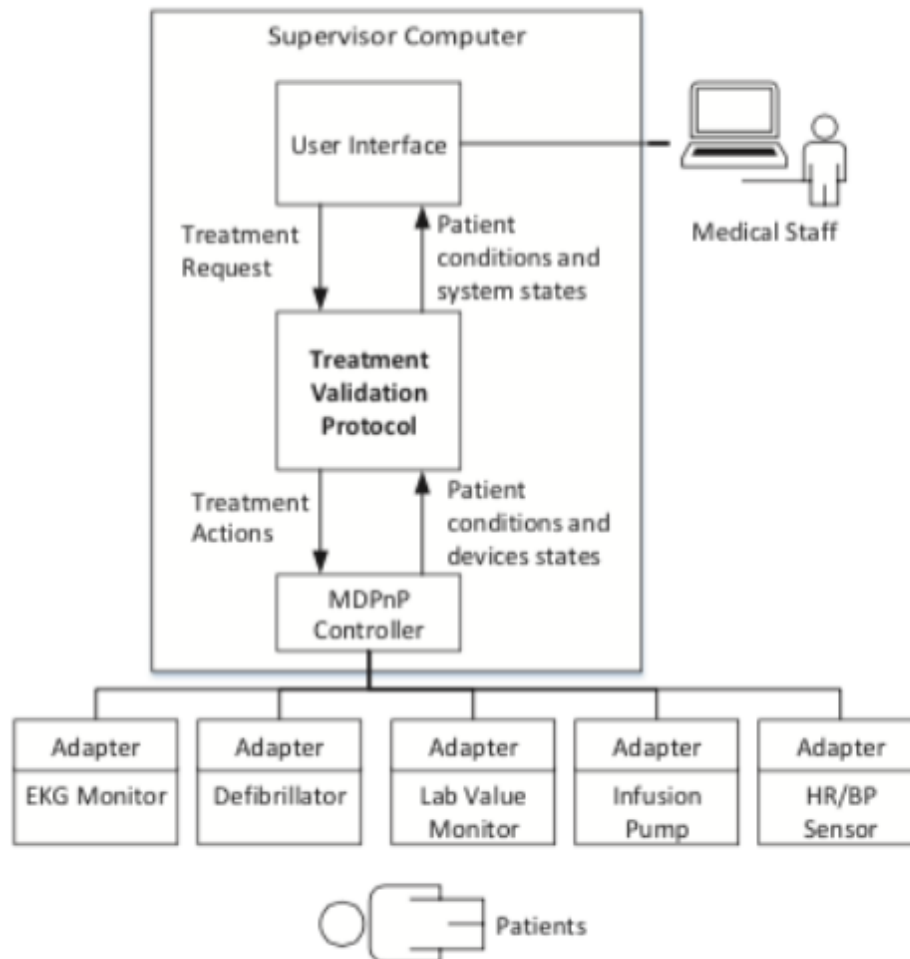 Supervisor Computer
User Interface
Medical Staff
Treatment
Request
Patient
conditions and
system states
Treatment
Validation
Protocol
Treatment
Actions
Patient
conditions and
devices states
MDPnP
Controller
Adapter
EKG Monitor
Adapter
Defibrillator
Adapter
Lab Value
Monitor
Adapter
Infusion
Pump
Adapter
HR/BP
Sensor
Patients